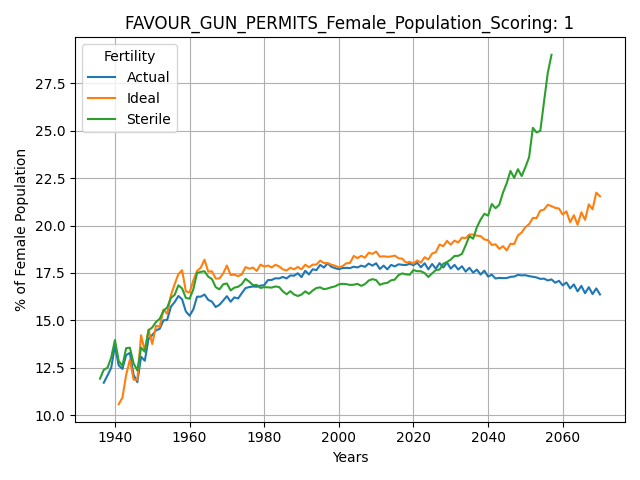 FAVOUR_GUN_PERMITS_Female_Population_Scoring: 1
Fertility
Actual
Ideal
Sterile
% of Female Population
27.5
25.0
22.5
20.0
17.5
15.0
12.5
10.0
1940 1960 1980 2000 2020 2040 2060
Years